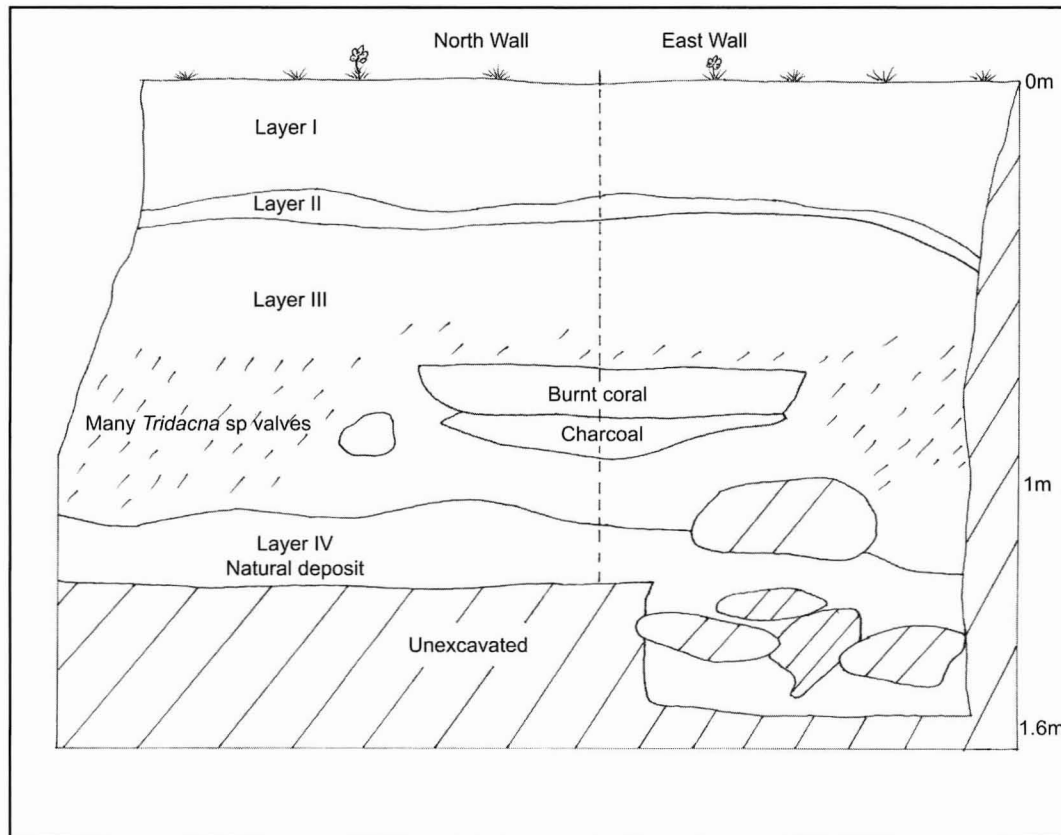 North Wall
East Wall
0m
Layer I
Layer II
Layer III
Burnt coral
Many Tridacna sp valves
Charcoal
1m
Layer IV
Natural deposit
Unexcavated
1.6m